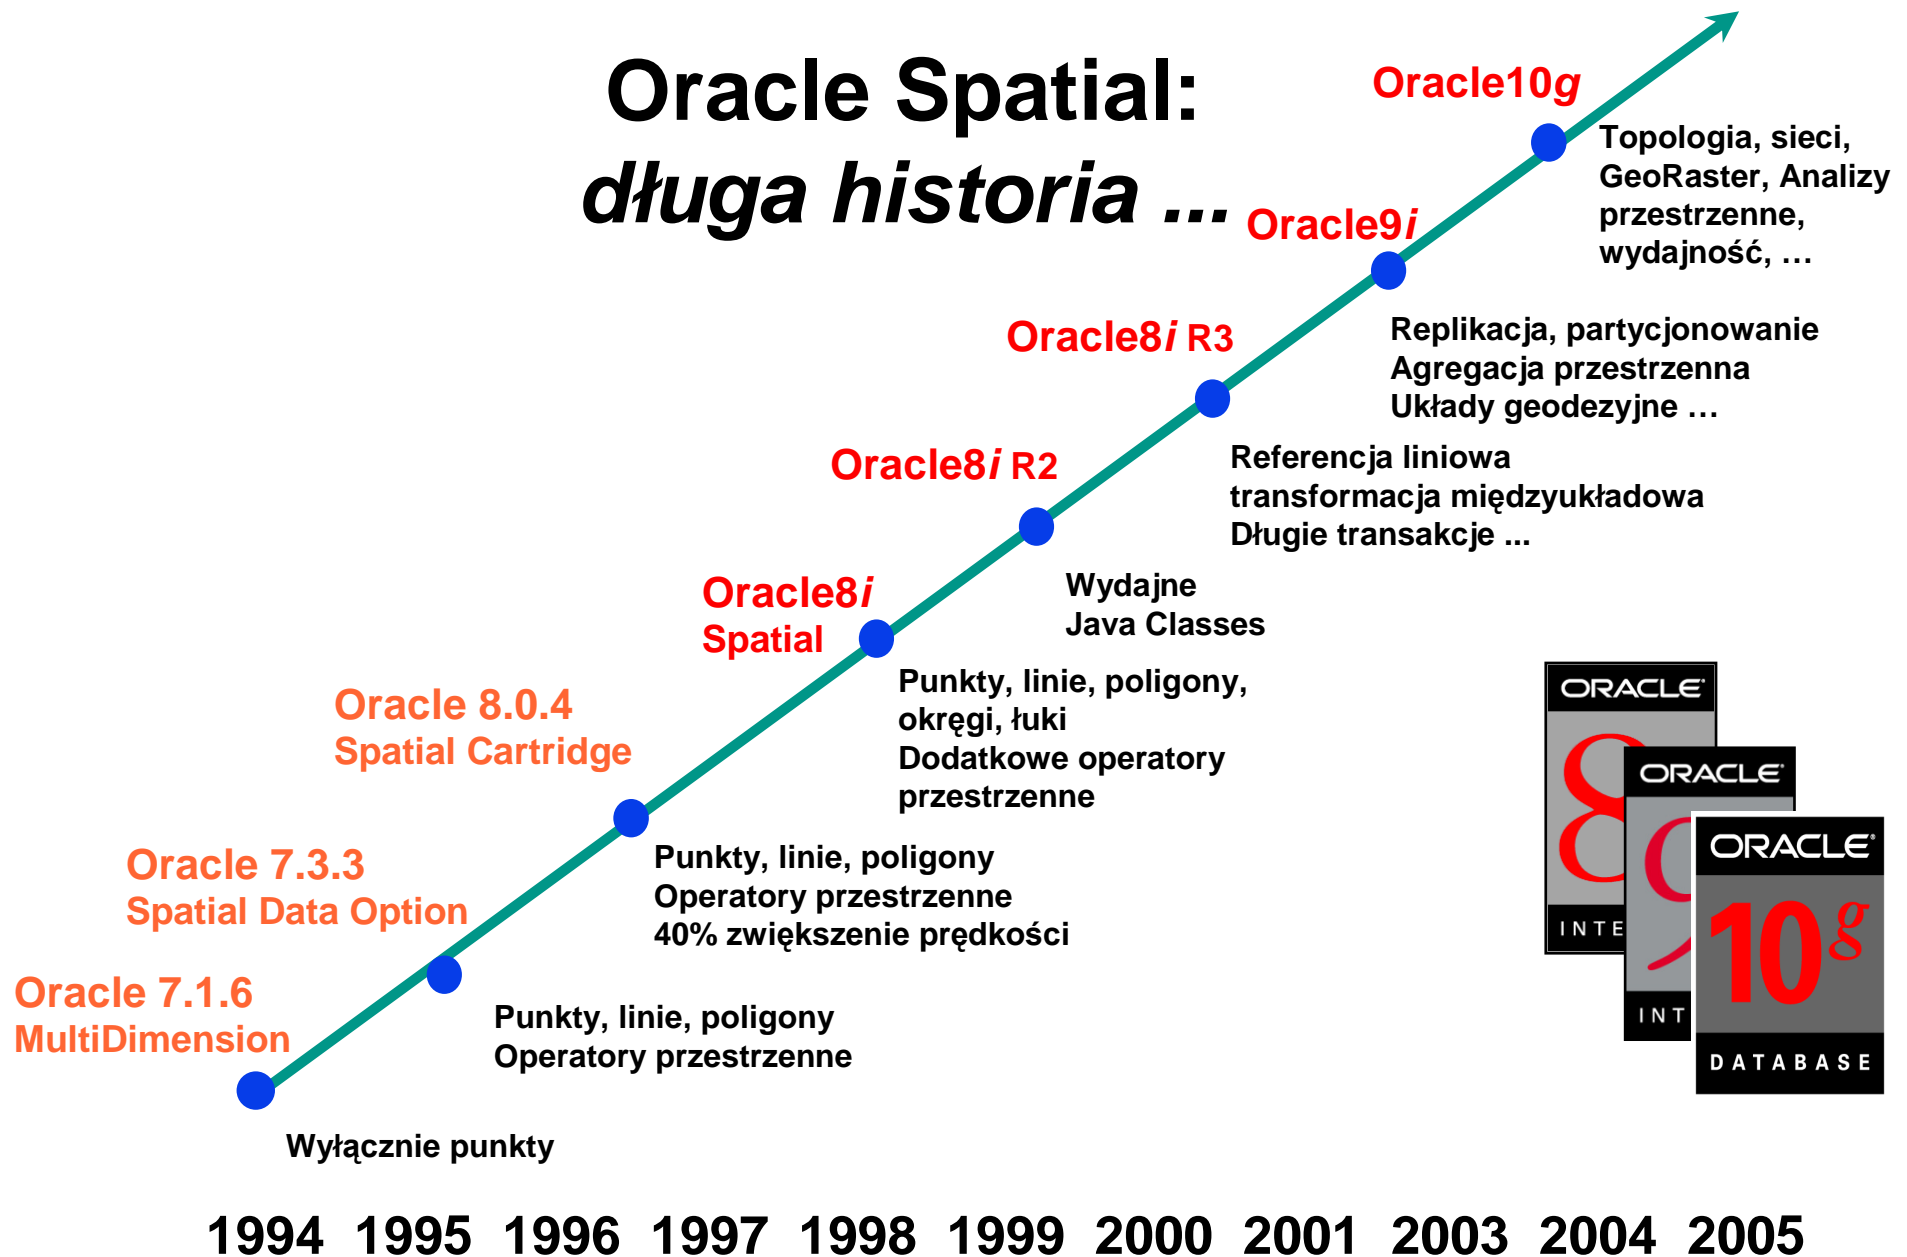 Oracle Spatial:
długa historia ...
Oracle10g
Topologia, sieci,
GeoRaster, Analizy
przestrzenne,
wydajność, …
Oracle9i
Replikacja, partycjonowanie
Agregacja przestrzenna
Układy geodezyjne …
Oracle8i R3
Referencja liniowa
transformacja międzyukładowa
Długie transakcje ...
Oracle8i R2
Wydajne
Java Classes
Oracle8i
Spatial
Punkty, linie, poligony,
okręgi, łuki
Dodatkowe operatory
przestrzenne
Oracle 8.0.4
Spatial Cartridge
Punkty, linie, poligony
Operatory przestrzenne
40% zwiększenie prędkości
Oracle 7.3.3
Spatial Data Option
Punkty, linie, poligony
Operatory przestrzenne
Oracle 7.1.6
MultiDimension
Wyłącznie punkty
ORACLE
8
INTE
ORACLE
9
INT
ORACLE
10g
DATABASE
1994 1995 1996 1997 1998 1999 2000 2001 2003 2004 2005